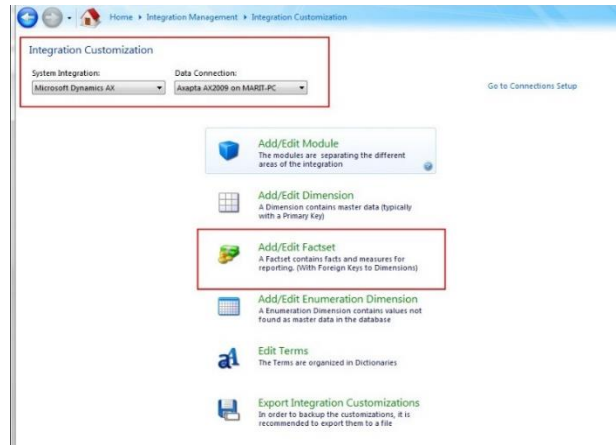 Home ▸ Integration Management ▸ Integration Customization
Integration Customization
System Integration:
Data Connection:
Microsoft Dynamics AX
Axapta AX2009 on MARIT-PC
Go to Connections Setup
Add/Edit Module
The modules are separating the different
areas of the integration
Add/Edit Dimension
A Dimension contains master data (typically
with a Primary Key)
Add/Edit Factset
A Factset contains facts and measures for
reporting. (With Foreign Keys to Dimensions)
Add/Edit Enumeration Dimension
A Enumeration Dimension contains values not
found as master data in the database
Edit Terms
The Terms are organized in Dictionaries
Export Integration Customizations
In order to backup the customizations, it is
recommended to export them to a file